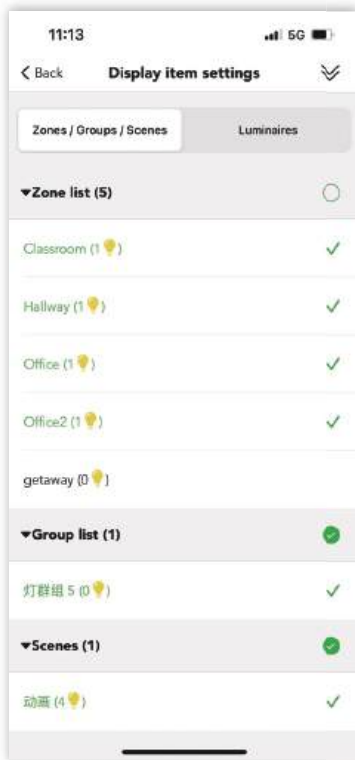 11:13 5G
Back Display item settings
Zones / Groups / Scenes Luminaires
Zone list (5)
Classroom (1💡)
Hallway (1💡)
Office (1💡)
Office2 (1💡)
getaway (0💡)
Group list (1)
灯群组 5 (0💡)
Scenes (1)
动画 (4💡)